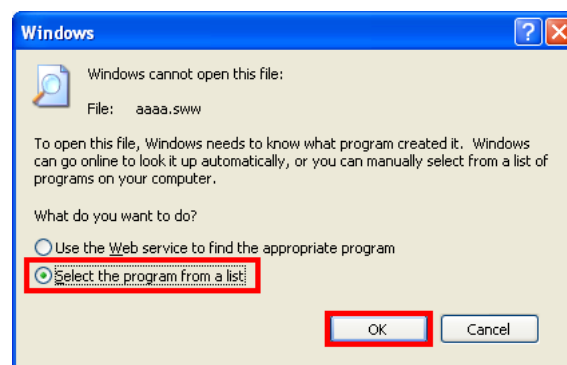 Windows
Windows cannot open this file:
File: aaaa.sww
To open this file, Windows needs to know what program created it. Windows
can go online to look it up automatically, or you can manually select from a list of
programs on your computer.
What do you want to do?
Use the Web service to find the appropriate program
Select the program from a list
OK Cancel